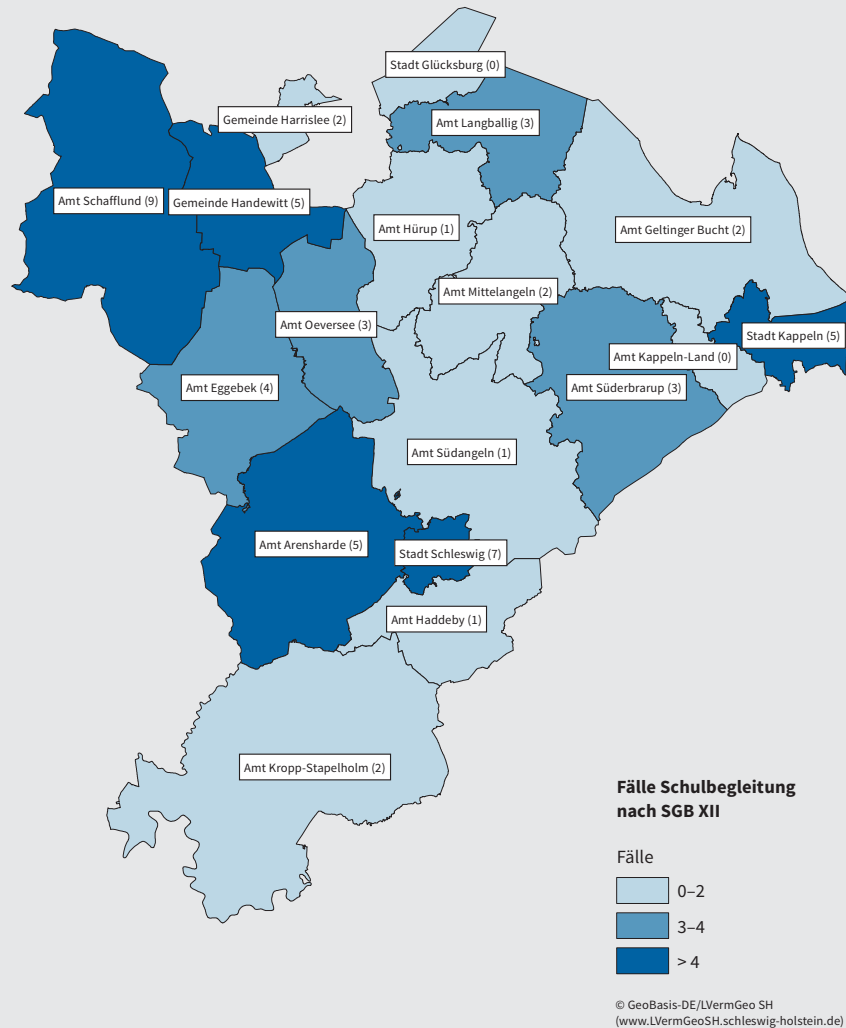 Stadt Glücksburg (0)
Gemeinde Harrislee (2)
Amt Langballig (3)
Amt Schafflund (9)
Gemeinde Handewitt (5)
Amt Hürup (1)
Amt Geltinger Bucht (2)
Amt Mittelangeln (2)
Amt Oeversee (3)
Stadt Kappeln (5)
Amt Kappeln-Land (0)
Amt Eggebek (4)
Amt Süderbrarup (3)
Amt Südangeln (1)
Amt Arensharde (5)
Stadt Schleswig (7)
Amt Haddeby (1)
Amt Kropp-Stapelholm (2)
Fälle Schulbegleitung
nach SGB XII
Fälle
0–2
3–4
> 4
© GeoBasis-DE/LVermGeo SH
(www.LVermGeoSH.schleswig-holstein.de)